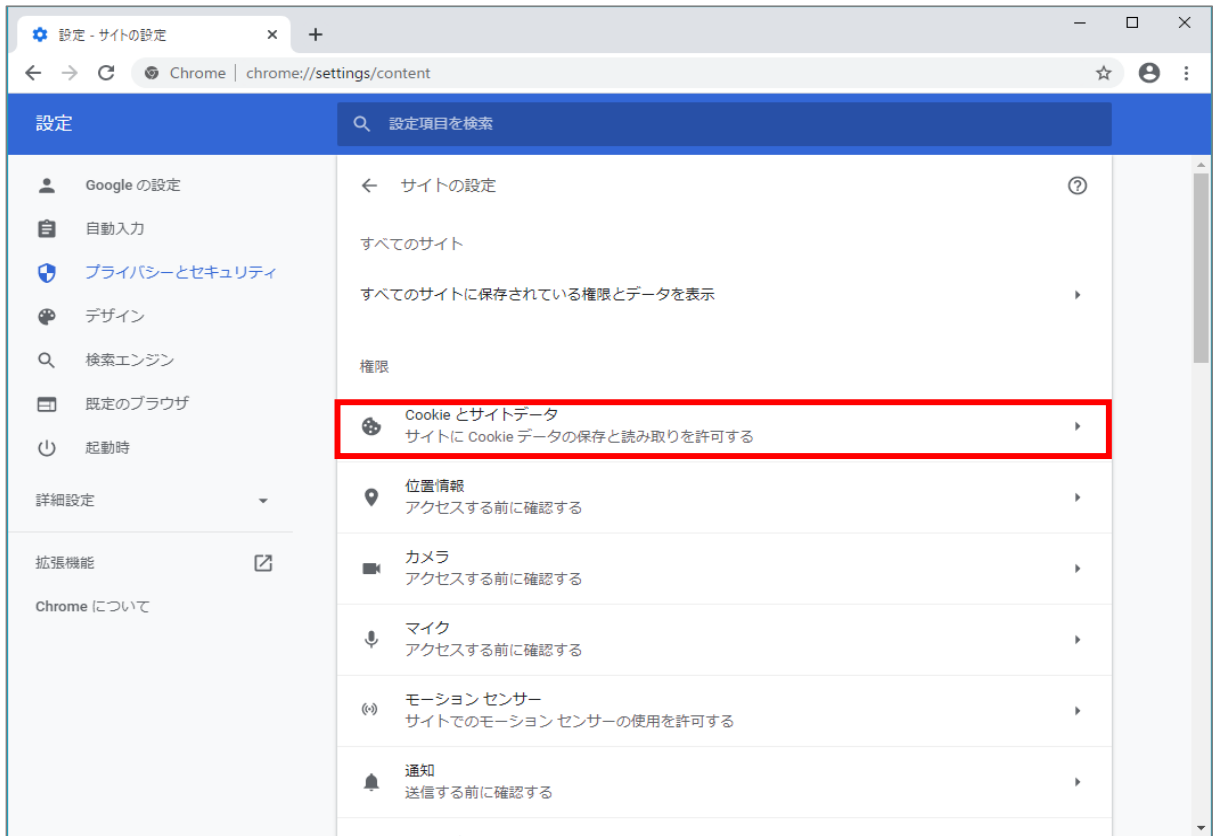 設定 - サイトの設定
Chrome | chrome://settings/content
設定
設定項目を検索
Google の設定
自動入力
プライバシーとセキュリティ
デザイン
検索エンジン
既定のブラウザ
起動時
詳細設定
拡張機能
Chrome について
サイトの設定
すべてのサイト
すべてのサイトに保存されている権限とデータを表示
権限
Cookie とサイトデータ
サイトに Cookie データの保存と読み取りを許可する
位置情報
アクセスする前に確認する
カメラ
アクセスする前に確認する
マイク
アクセスする前に確認する
モーション センサー
サイトでのモーション センサーの使用を許可する
通知
送信する前に確認する